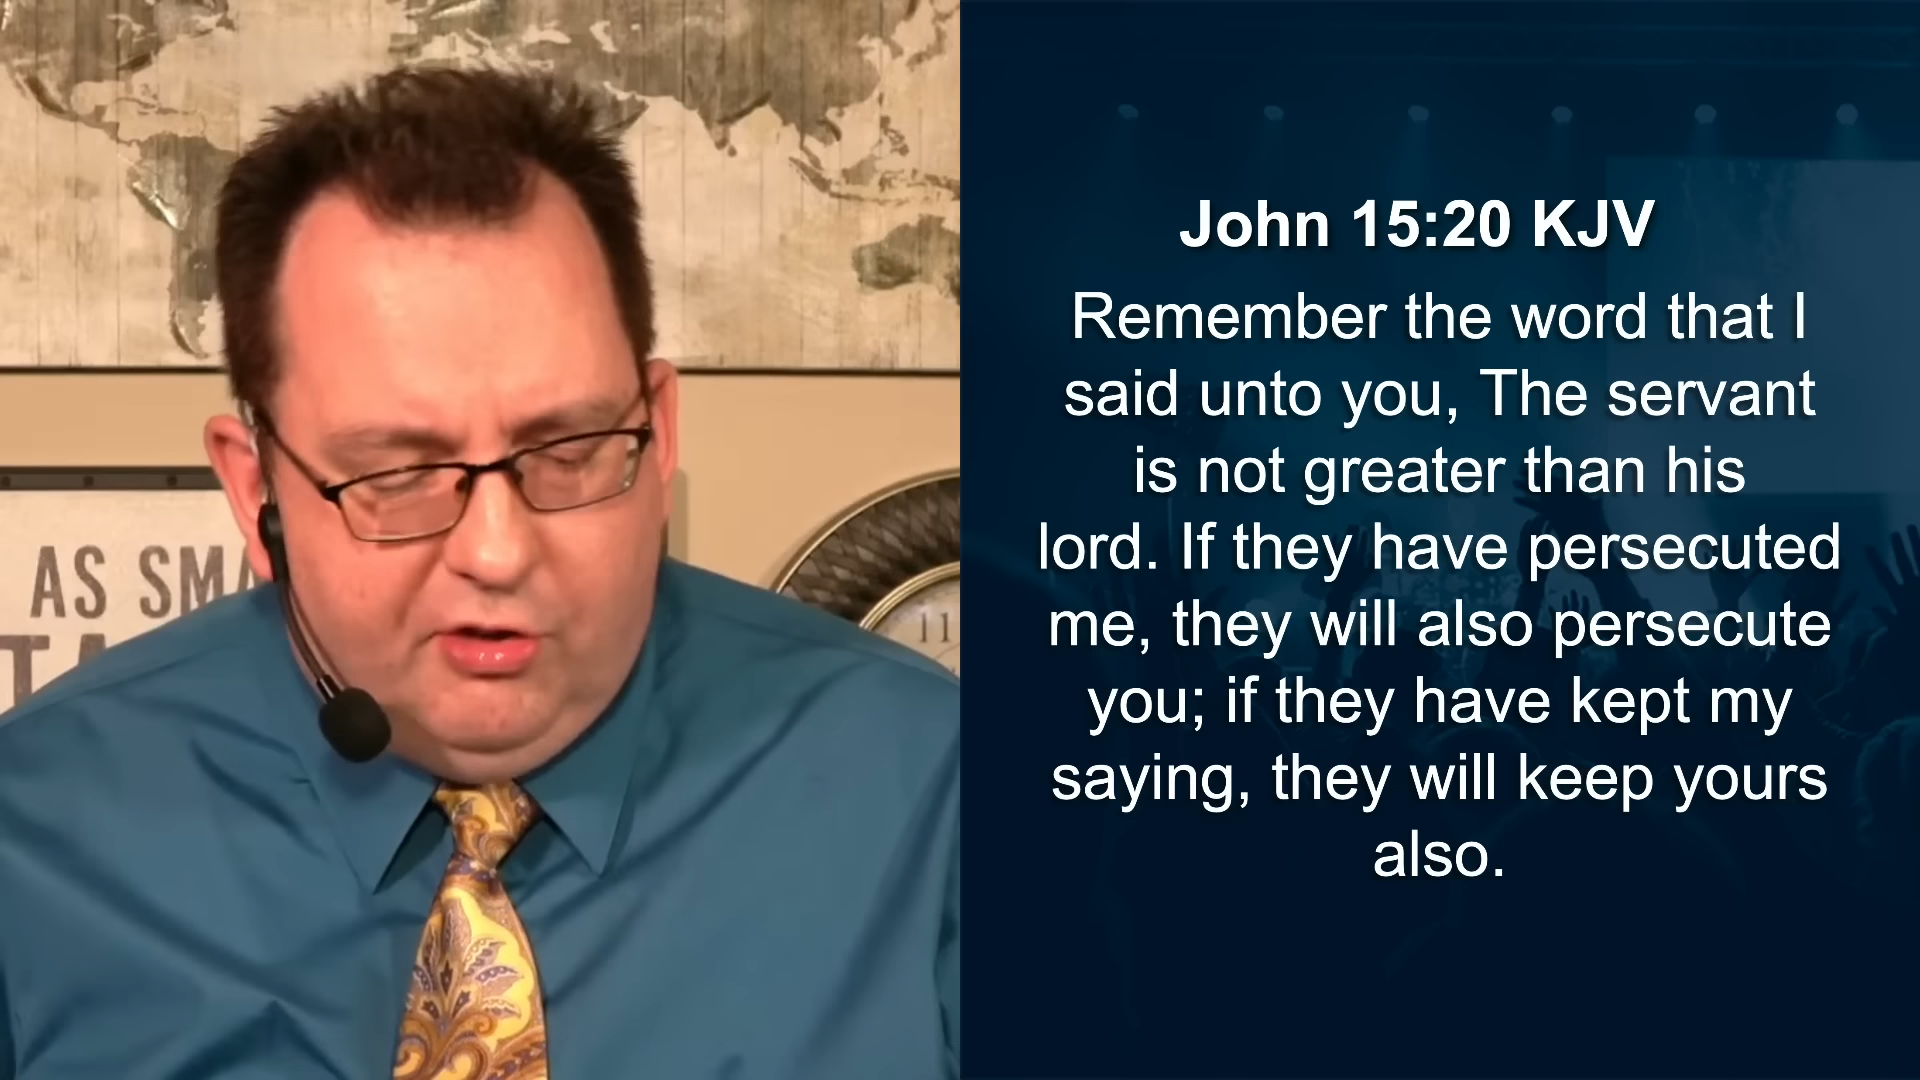 AS SMA
TA
11
John 15:20 KJV
Remember the word that I
said unto you, The servant
is not greater than his
lord. If they have persecuted
me, they will also persecute
you; if they have kept my
saying, they will keep yours
also.